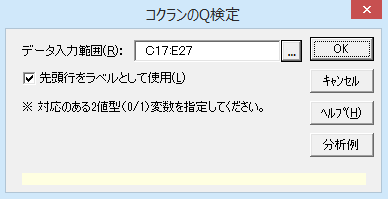 コクランのQ検定
データ入力範囲(R): C17:E27 ... OK
先頭行をラベルとして使用(L) ｷｬﾝｾﾙ
※ 対応のある2値型(0/1)変数を指定してください。 ﾍﾙﾌﾟ(H)
分析例